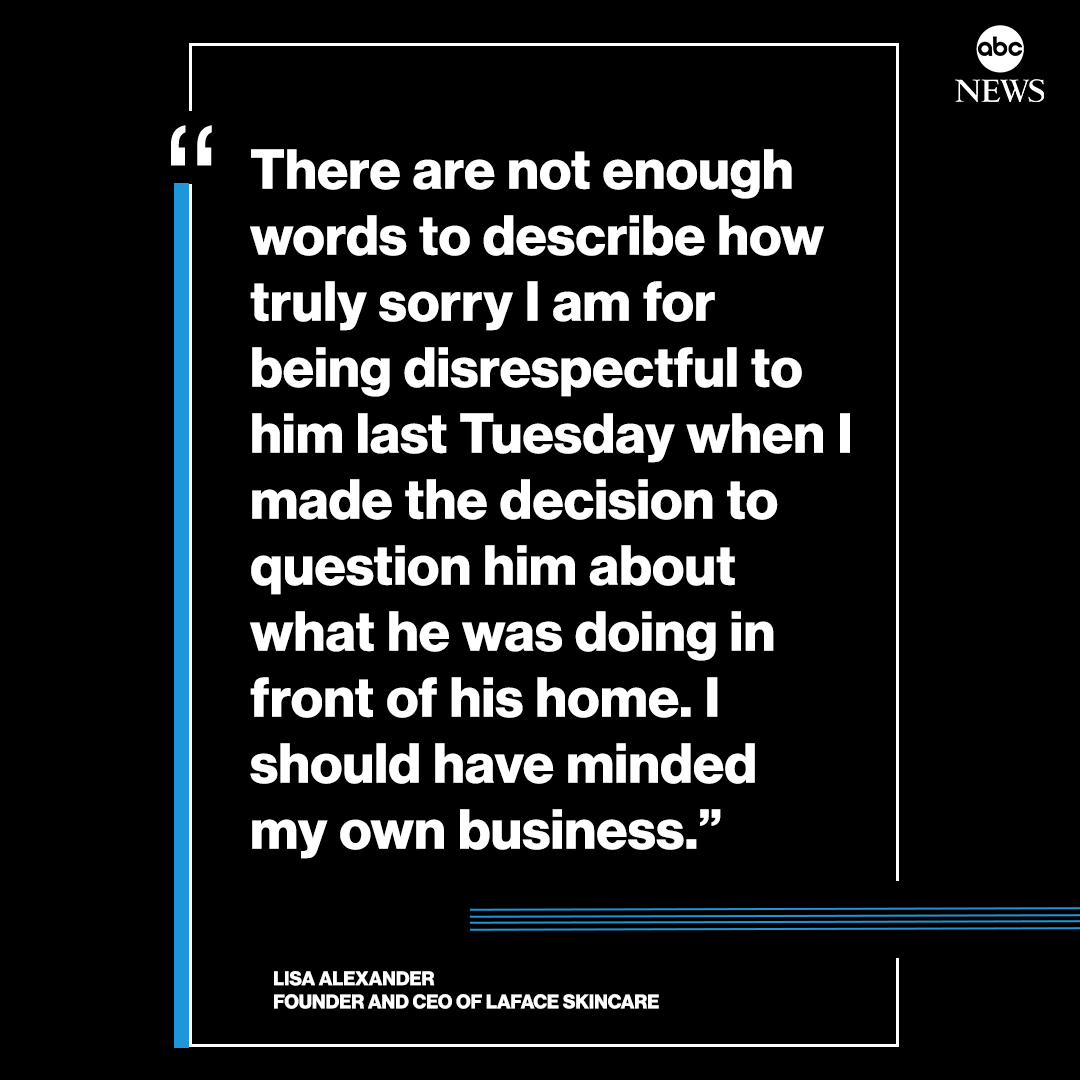 abc
NEWS
“
There are not enough
words to describe how
truly sorry I am for
being disrespectful to
him last Tuesday when I
made the decision to
question him about
what he was doing in
front of his home. I
should have minded
my own business.”
LISA ALEXANDER
FOUNDER AND CEO OF LAFACE SKINCARE